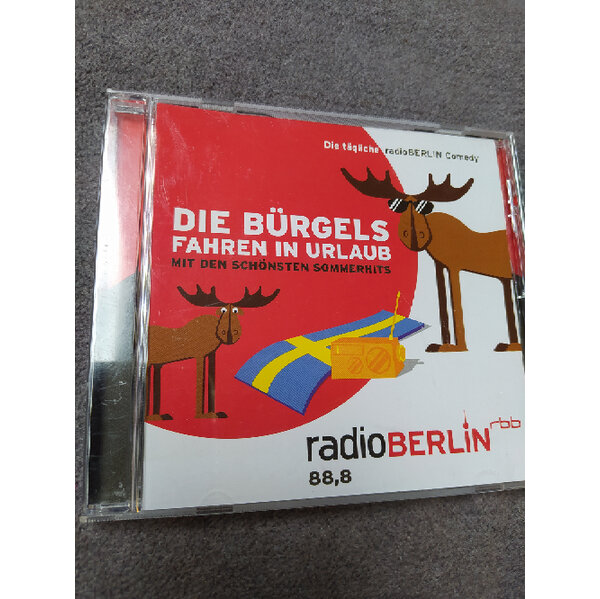 Die tägliche radioBERLIN Comedy
DIE BÜRGELS
FAHREN IN URLAUB
MIT DEN SCHÖNSTEN SOMMERHITS
radioBERLIN rbb
88,8